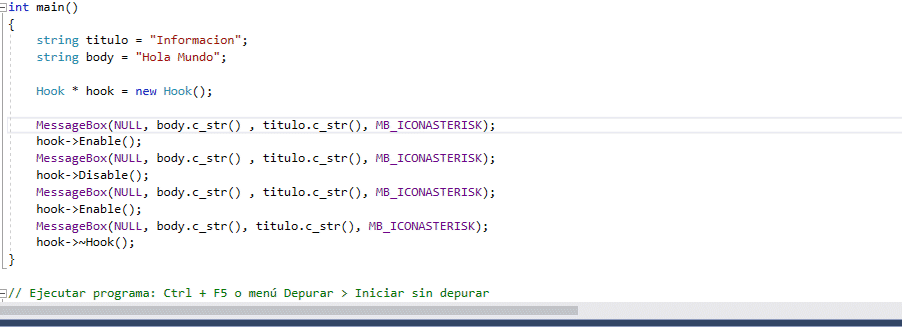 int main()
{
string titulo = "Informacion";
string body = "Hola Mundo";
Hook * hook = new Hook();
MessageBox(NULL, body.c_str() , titulo.c_str(), MB_ICONASTERISK);
hook->Enable();
MessageBox(NULL, body.c_str() , titulo.c_str(), MB_ICONASTERISK);
hook->Disable();
MessageBox(NULL, body.c_str() , titulo.c_str(), MB_ICONASTERISK);
hook->Enable();
MessageBox(NULL, body.c_str(), titulo.c_str(), MB_ICONASTERISK);
hook->~Hook();
}
// Ejecutar programa: Ctrl + F5 o menú Depurar > Iniciar sin depurar